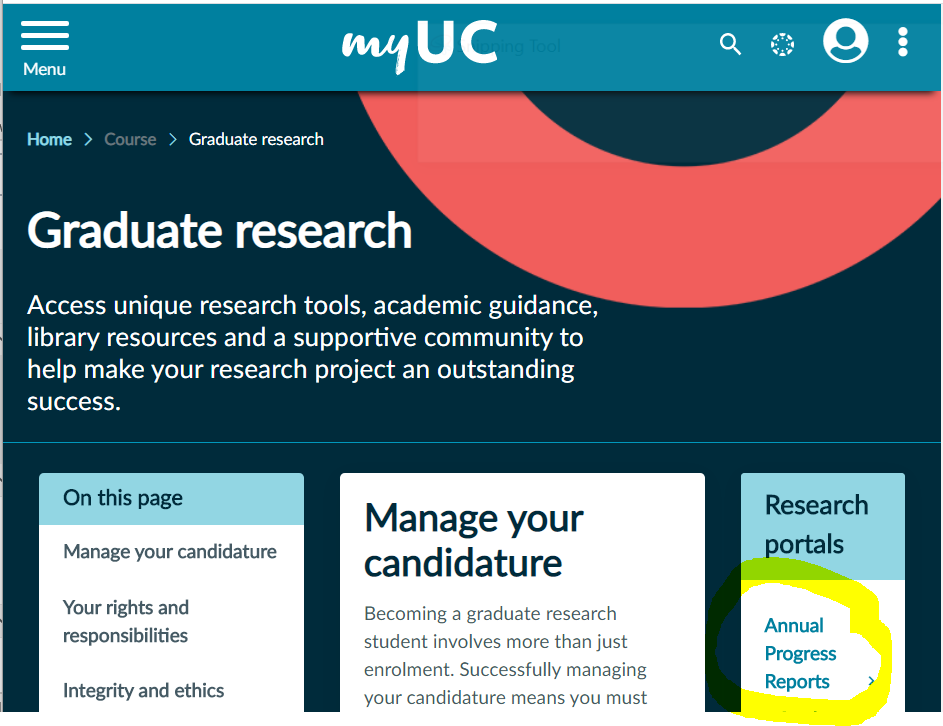 myUC
Snipping Tool
Menu
Home > Course > Graduate research
Graduate research
Access unique research tools, academic guidance,
library resources and a supportive community to
help make your research project an outstanding
success.
On this page
Manage your candidature
Your rights and
responsibilities
Integrity and ethics
Manage your
candidature
Becoming a graduate research
student involves more than just
enrolment. Successfully managing
your candidature means you must
Research
portals
Annual
Progress
Reports >